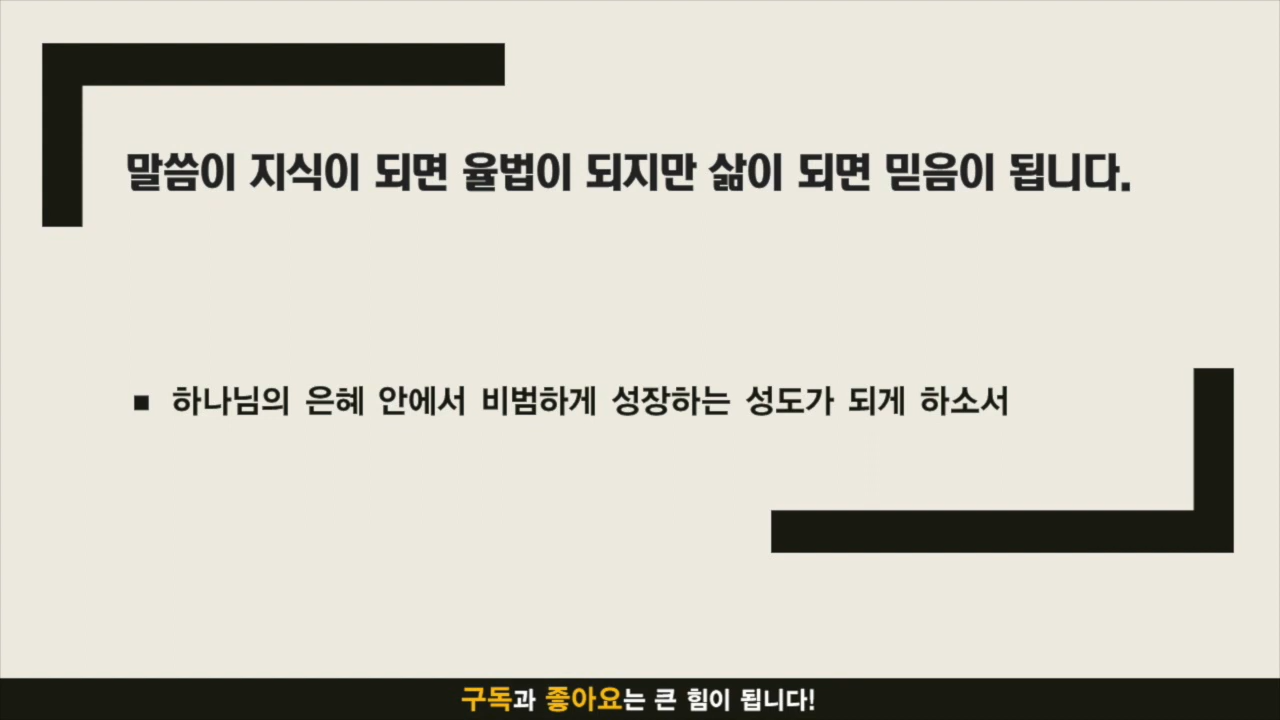 말씀이 지식이 되면 율법이 되지만 삶이 되면 믿음이 됩니다.
■ 하나님의 은혜 안에서 비범하게 성장하는 성도가 되게 하소서
구독과 좋아요는 큰 힘이 됩니다!